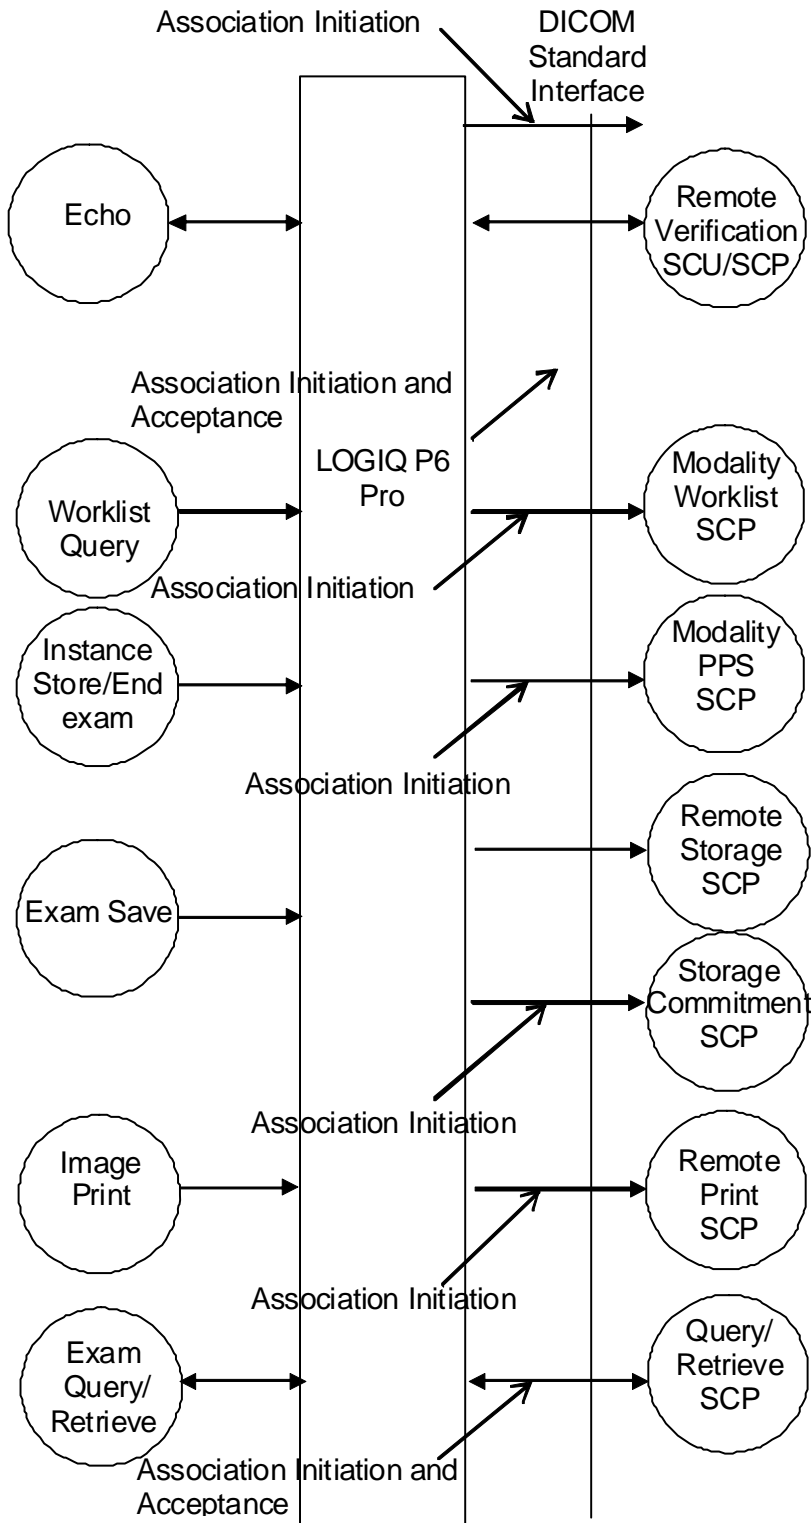 Association Initiation
DICOM
Standard
Interface
Echo
Remote
Verification
SCU/SCP
Association Initiation and
Acceptance
LOGIQ P6
Pro
Worklist
Query
Modality
Worklist
SCP
Association Initiation
Instance
Store/End
exam
Modality
PPS
SCP
Association Initiation
Remote
Storage
SCP
Exam Save
Storage
Commitment
SCP
Association Initiation
Image
Print
Remote
Print
SCP
Association Initiation
Exam
Query/
Retrieve
Query/
Retrieve
SCP
Association Initiation and
Acceptance